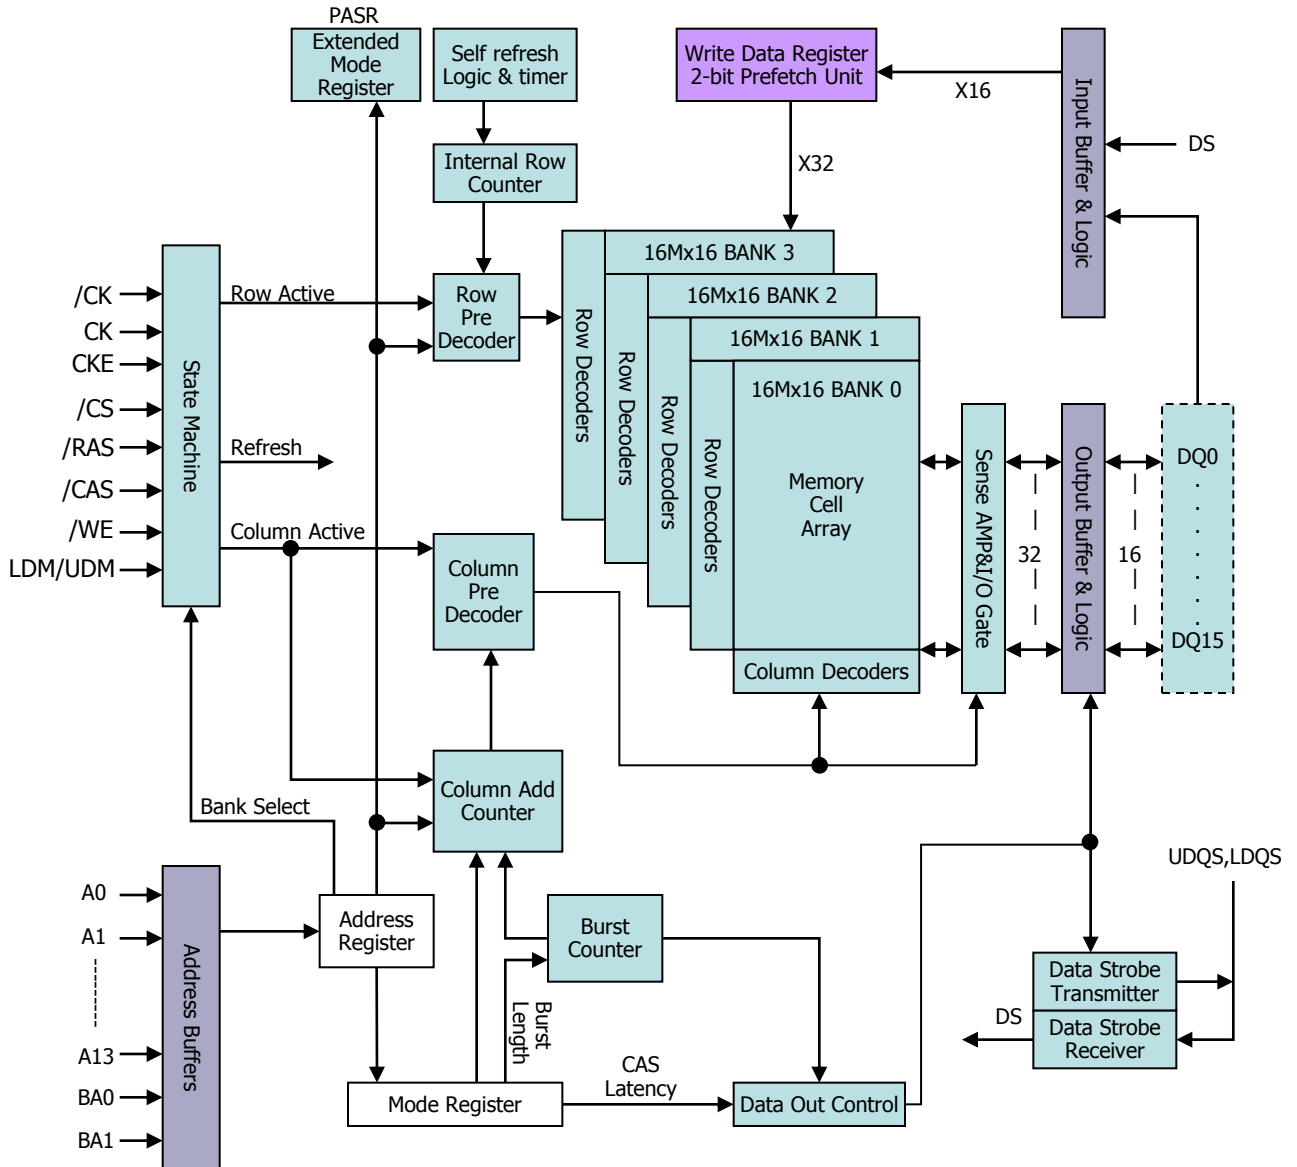 PASR
Extended
Mode
Register
Self refresh
Logic & timer
Write Data Register
2-bit Prefetch Unit
X16
Input Buffer & Logic
DS
Internal Row
Counter
X32
16Mx16 BANK 3
16Mx16 BANK 2
16Mx16 BANK 1
16Mx16 BANK 0
Row Decoders
Row Decoders
Row Decoders
Row Decoders
Memory
Cell
Array
Column Decoders
/CK
CK
CKE
/CS
/RAS
/CAS
/WE
LDM/UDM
State Machine
Row Active
Refresh
Column Active
Row
Pre
Decoder
Column
Pre
Decoder
Sense AMP&I/O Gate
32
Output Buffer & Logic
16
DQ0
DQ15
Column Add
Counter
Bank Select
A0
A1
A13
BA0
BA1
Address Buffers
Address
Register
Burst
Counter
Burst
Length
Mode Register
CAS
Latency
Data Out Control
UDQS,LDQS
Data Strobe
Transmitter
DS
Data Strobe
Receiver